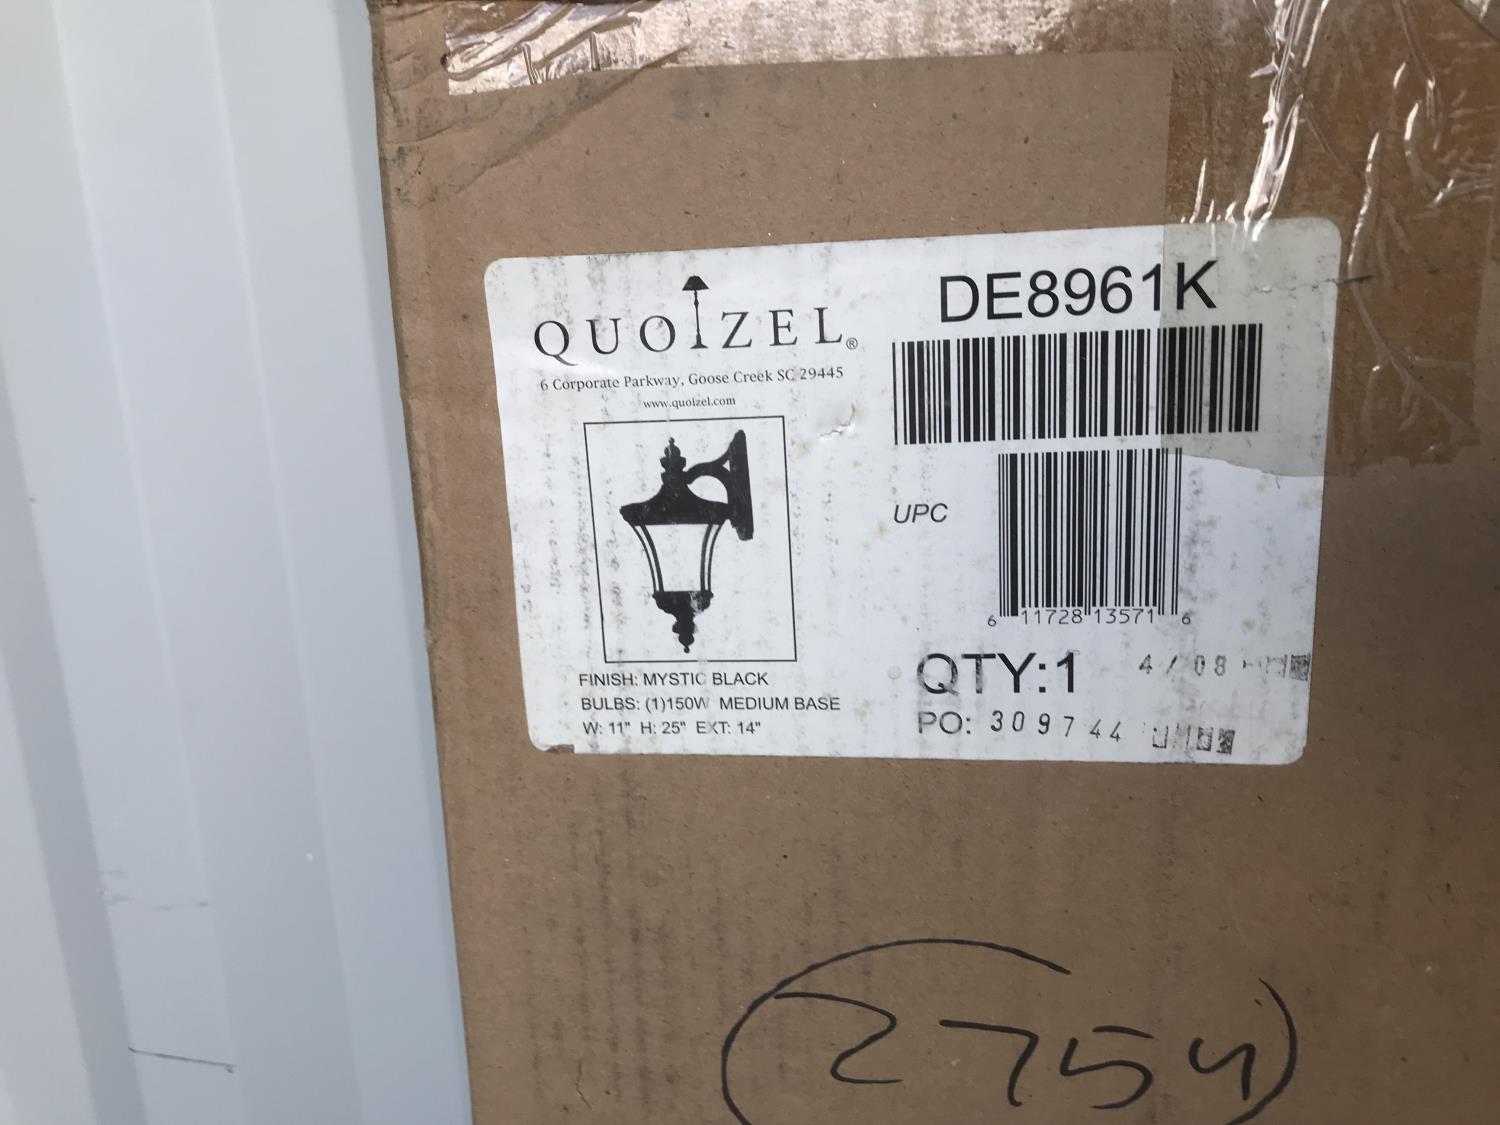 QUOIZEL®
6 Corporate Parkway, Goose Creek SC 29445
www.quoizel.com
FINISH: MYSTIC BLACK
BULBS: (1)150W MEDIUM BASE
W: 11" H: 25" EXT: 14"
DE8961K
UPC
6 11728 13571 6
QTY:1 4/08
PO: 309744
2754